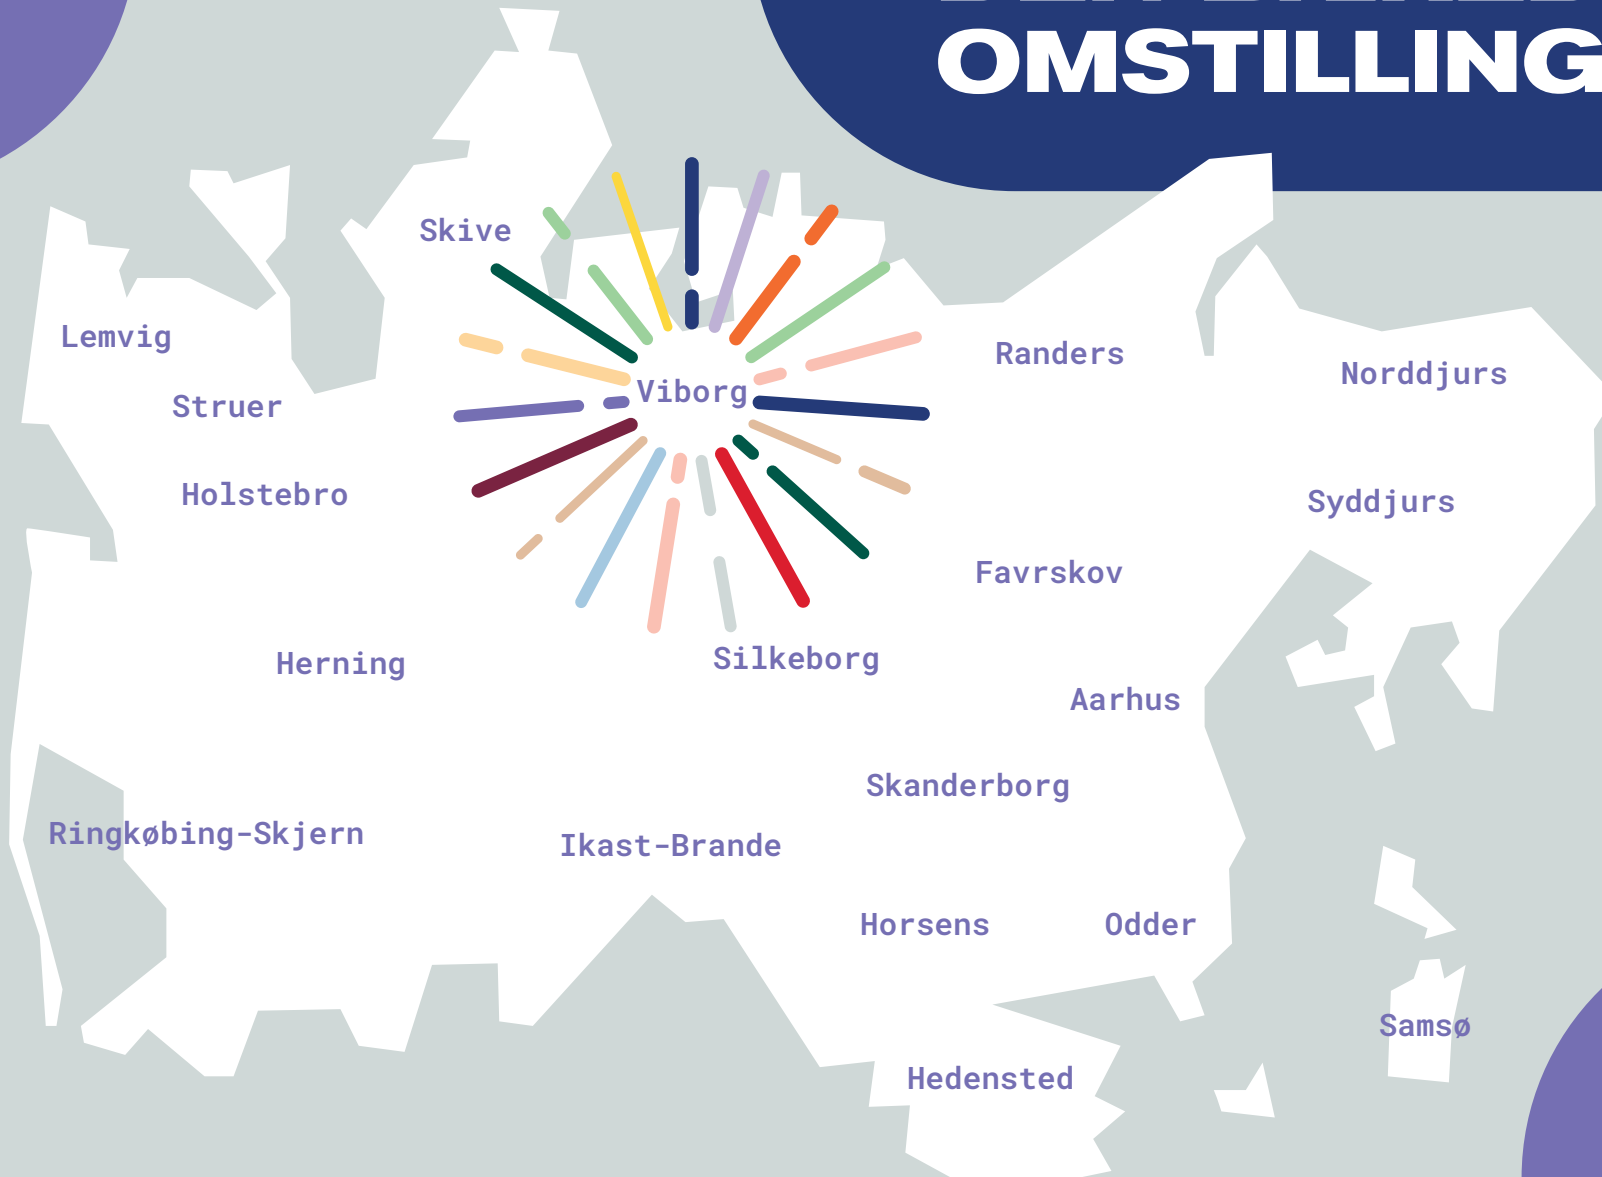 OMSTILLING
Skive
Lemvig
Randers
Norddjurs
Viborg
Struer
Holstebro
Syddjurs
Favrskov
Herning
Silkeborg
Aarhus
Skanderborg
Ringkøbing-Skjern
Ikast-Brande
Horsens
Odder
Samsø
Hedensted